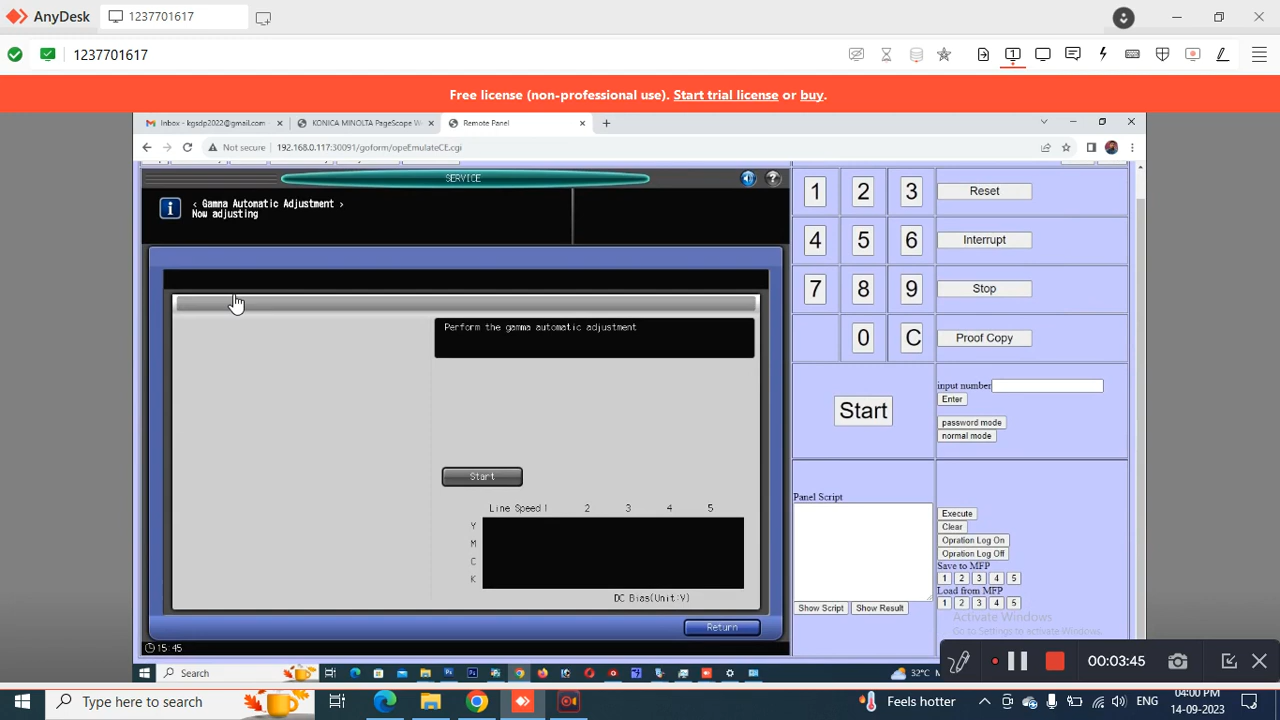 AnyDesk
1237701617
1237701617
1
Free license (non-professional use). Start trial license or buy.
Inbox - kgsdp2022@gmail.com
KONICA MINOLTA PageScope W
Remote Panel
Not secure
192.168.0.117:30091/goform/opeEmulateCE.cgi
SERVICE
?
i
< Gamma Automatic Adjustment >
Now adjusting
Perform the gamma automatic adjustment
Start
Line Speed1 2 3 4 5
Y
M
C
K
DC Bias(Unit:V)
Return
15:45
1 2 3 Reset
4 5 6 Interrupt
7 8 9 Stop
0 C Proof Copy
Start
input number
Enter
password mode
normal mode
Panel Script
Execute
Clear
Opration Log On
Opration Log Off
Save to MFP
1 2 3 4 5
Load from MFP
1 2 3 4 5
Show Script Show Result
Activate Windows
Go to Settings to activate Windows.
Search
32°C
00:03:45
Type here to search
Feels hotter
ENG
04:00 PM
14-09-2023